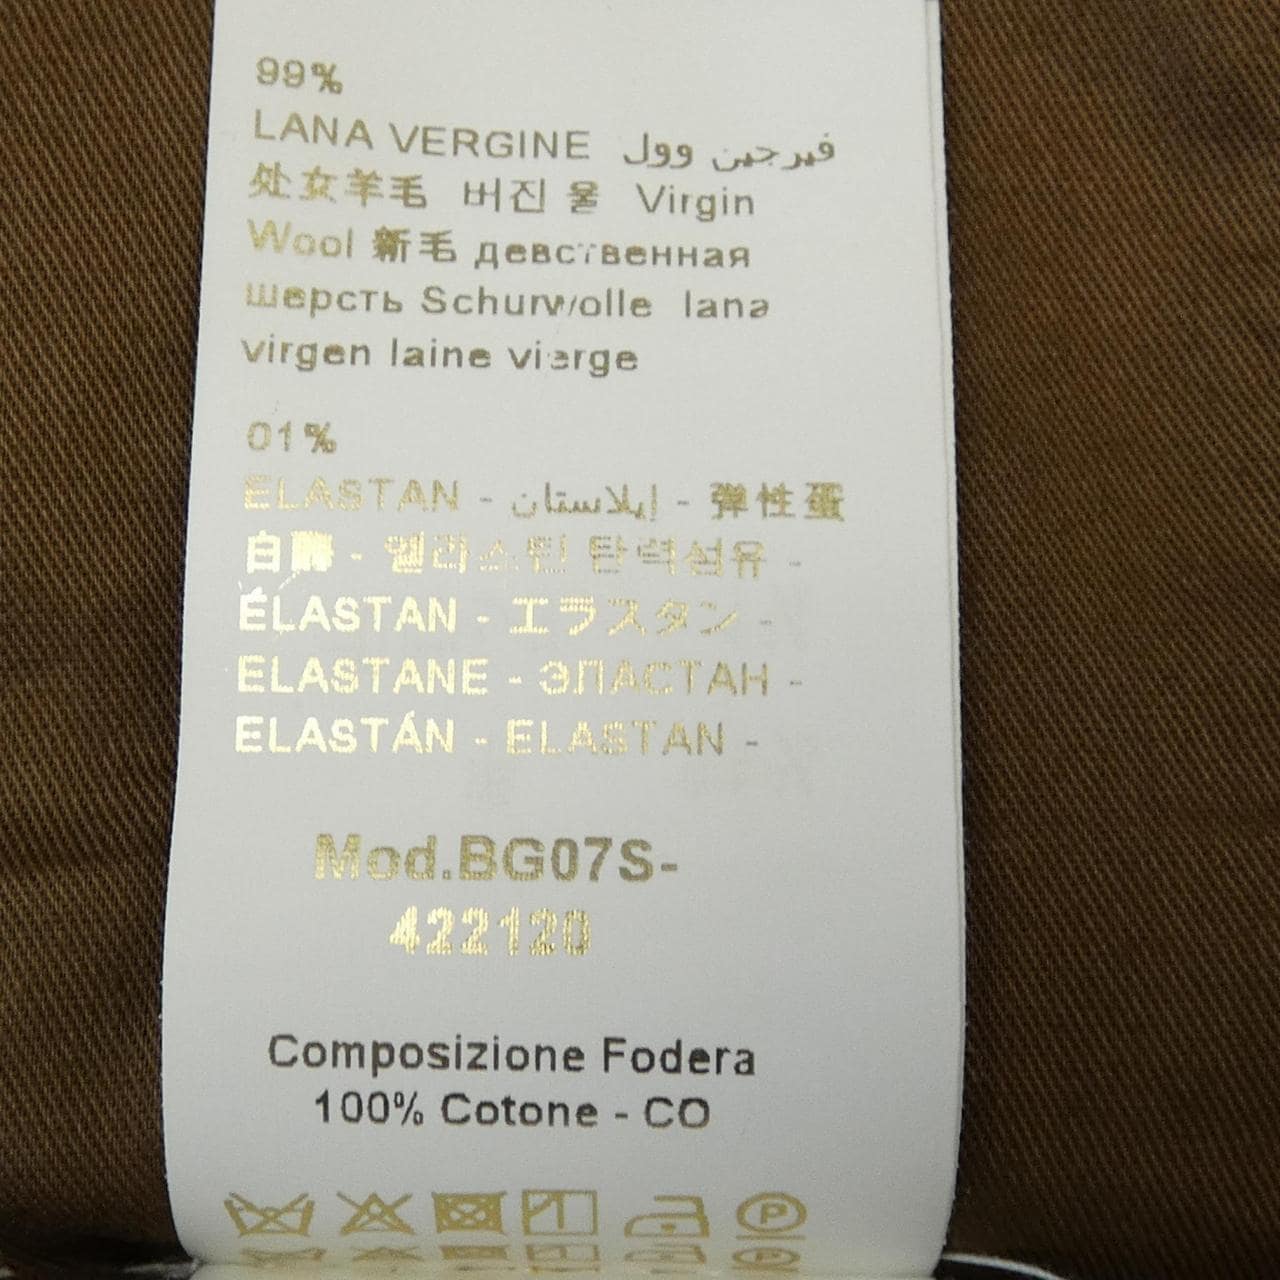 99%
LANA VERGINE فيرجين وول
处女羊毛 버진 울 Virgin
Wool 新毛 девственная
шерсть Schurwolle lana
virgen laine vierge
01%
ELASTAN - إيلاستان - 弹性蛋
白 - 엘라스틴 탄력섬유 -
ÉLASTAN - エラスタン -
ELASTANE - ЭЛАСТАН -
ELASTÁN - ELASTAN -
Mod.BG07S-
422120
Composizione Fodera
100% Cotone - CO
P